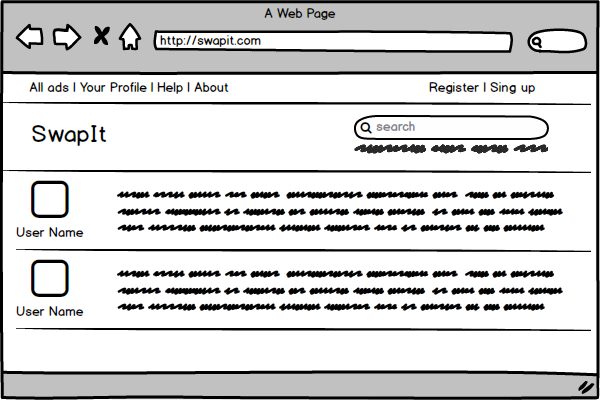 A Web Page
http://swapit.com
All ads | Your Profile | Help | About
Register | Sing up
SwapIt
search
User Name
User Name